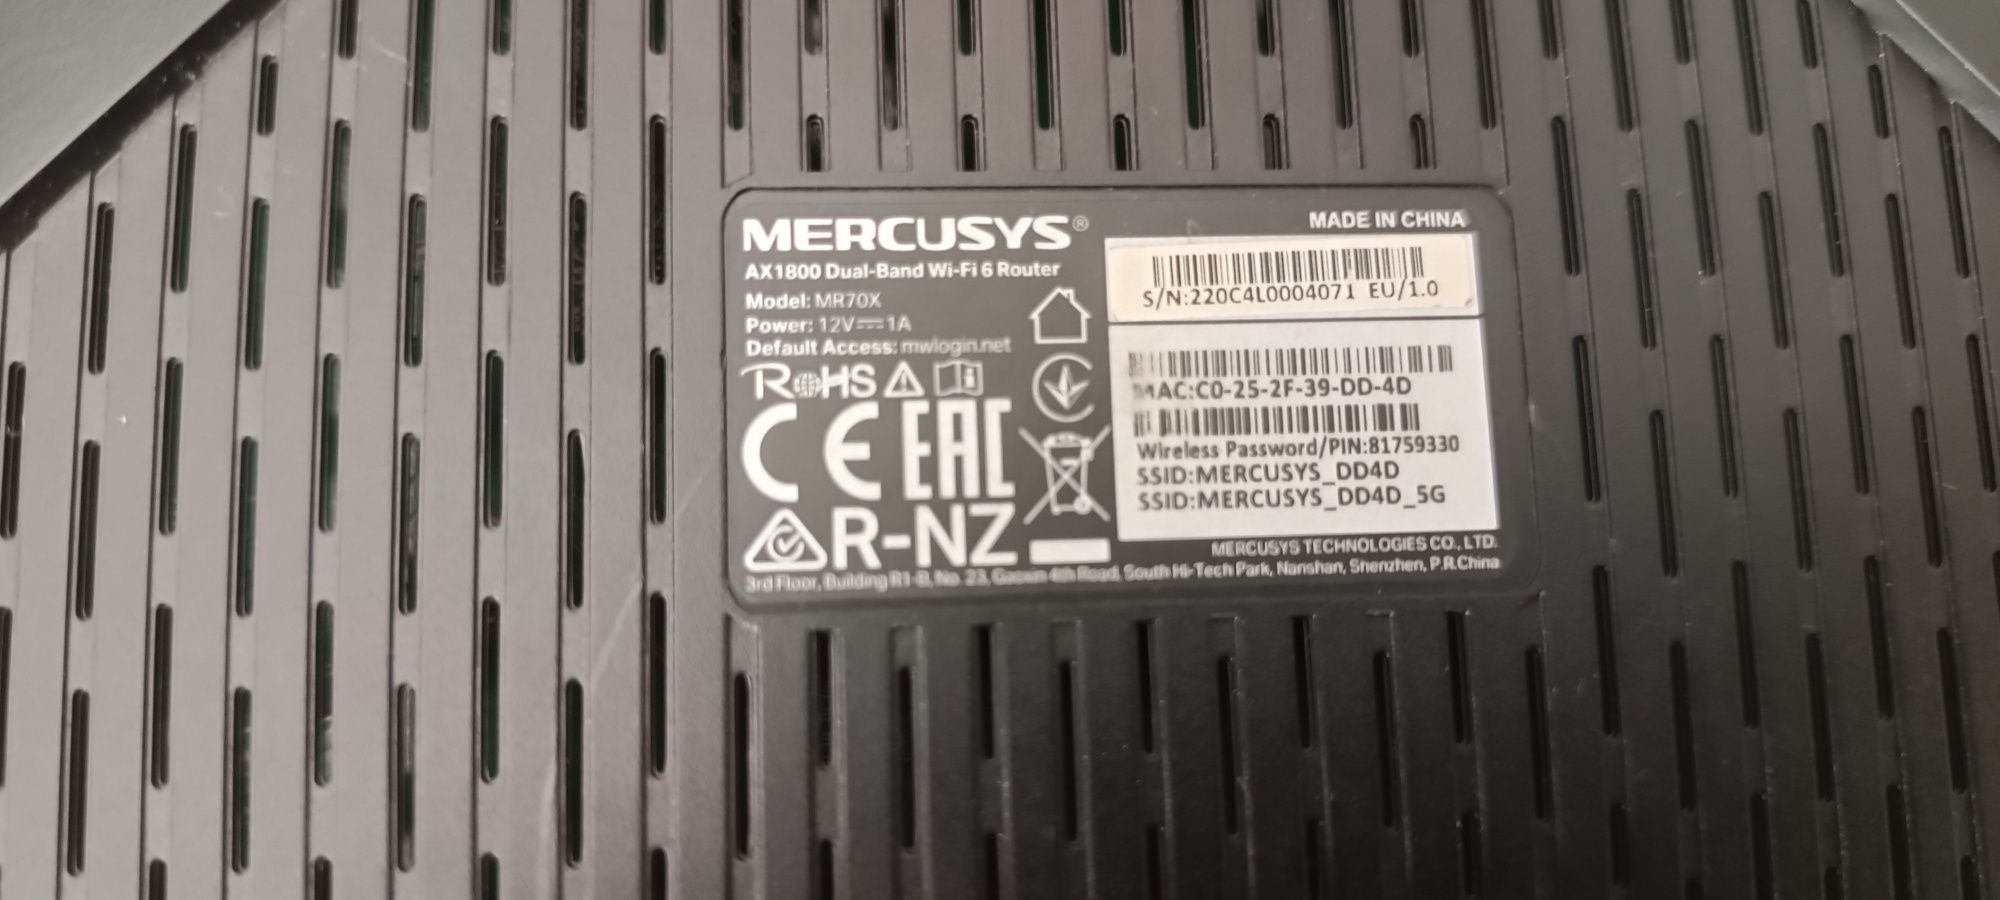 MERCUSYS®
AX1800 Dual-Band Wi-Fi 6 Router
Model: MR70X
Power: 12V⎓1A
Default Access: mwlogin.net
RoHS
CE EAC
R-NZ
MADE IN CHINA
S/N:220C4L0004071 EU/1.0
MAC:C0-25-2F-39-DD-4D
Wireless Password/PIN:81759330
SSID:MERCUSYS_DD4D
SSID:MERCUSYS_DD4D_5G
MERCUSYS TECHNOLOGIES CO., LTD.
3rd Floor, Building R1-B, No. 23, Gaoxin 4th Road, South Hi-Tech Park, Nanshan, Shenzhen, P.R.China